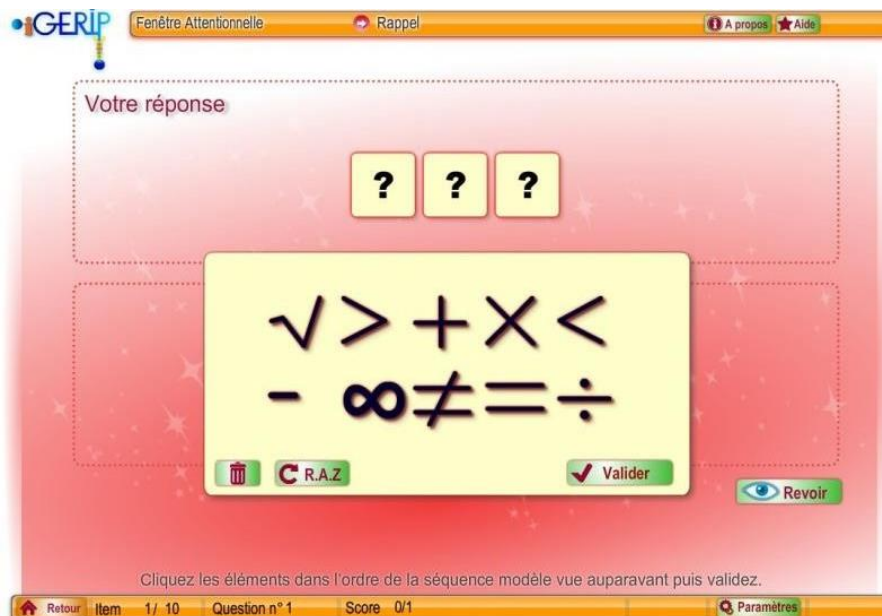 GERIP Fenêtre Attentionnelle Rappel A propos Aide
Votre réponse
? ? ?
√ > + × <
- ∞ ≠ = ÷
R.A.Z Valider
Revoir
Cliquez les éléments dans l'ordre de la séquence modèle vue auparavant puis validez.
Retour Item 1/ 10 Question n° 1 Score 0/1 Paramètres